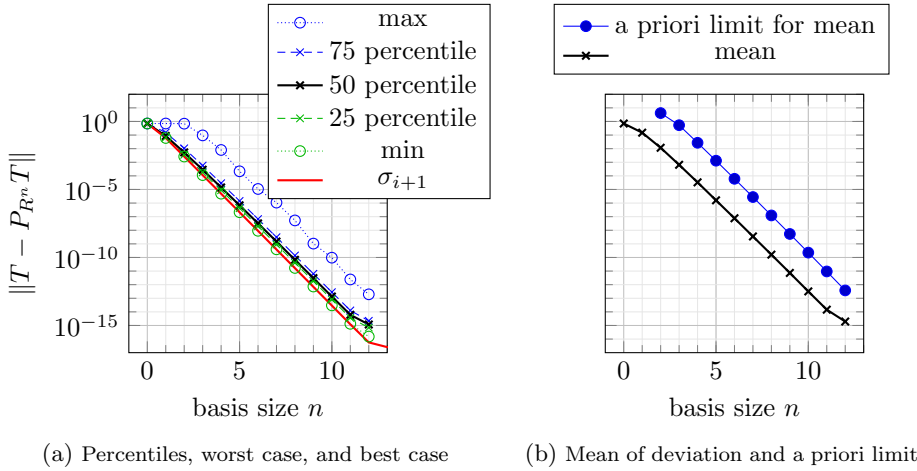 max
75 percentile
50 percentile
25 percentile
min
σ_{i+1}
10^0
10^{−5}
10^{−10}
10^{−15}
‖T − P_{R^n} T‖
0 5 10
basis size n
(a) Percentiles, worst case, and best case
a priori limit for mean
mean
0 5 10
basis size n
(b) Mean of deviation and a priori limit